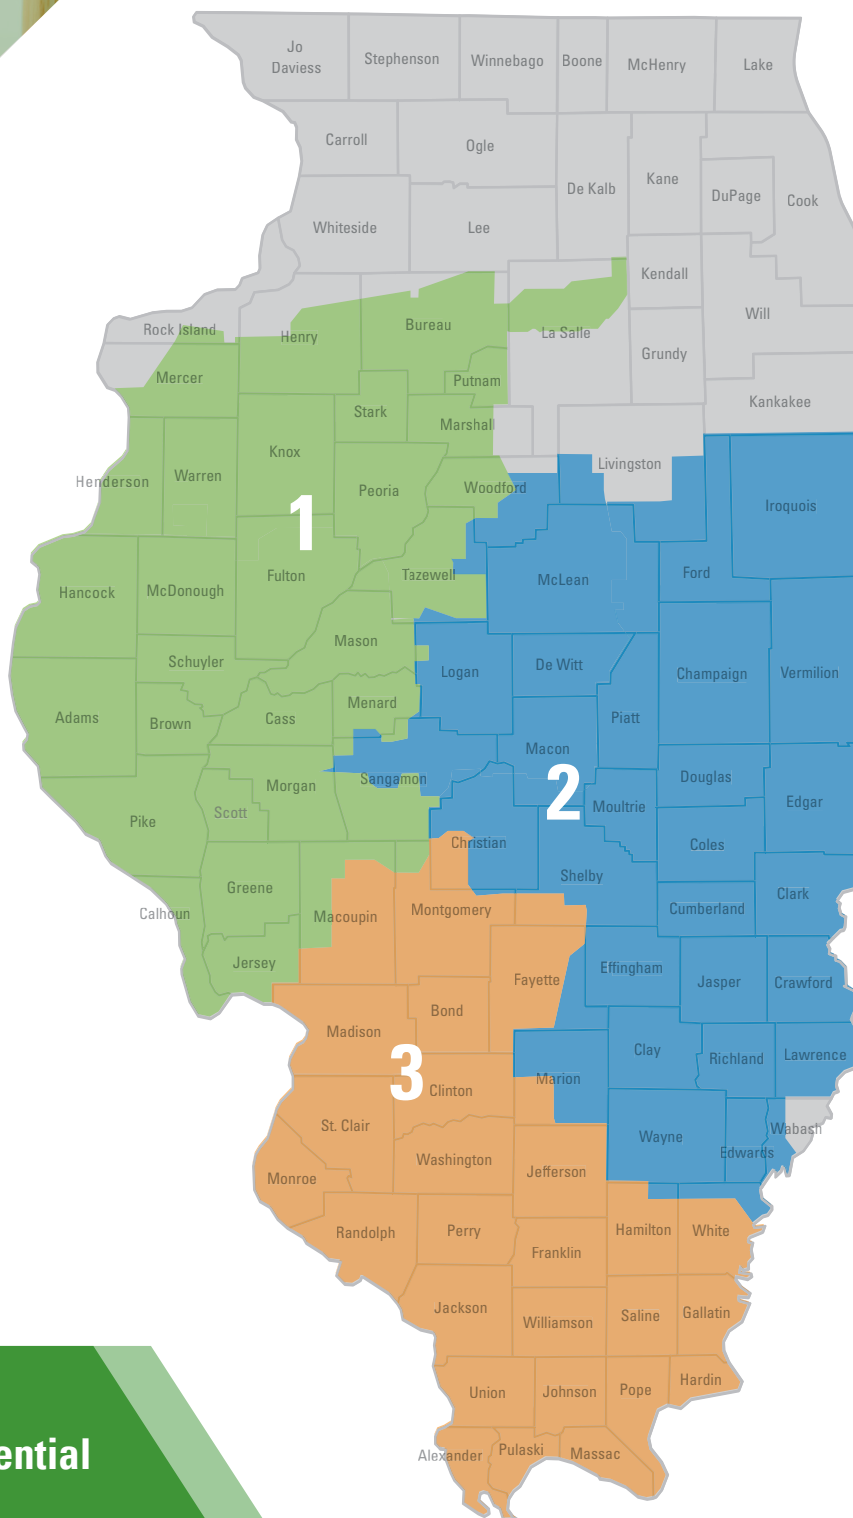 Jo
Daviess
Stephenson
Winnebago
Boone
McHenry
Lake
Carroll
Ogle
De Kalb
Kane
DuPage
Cook
Whiteside
Lee
Kendall
Will
Rock Island
Henry
Bureau
La Salle
Grundy
Mercer
Putnam
Kankakee
Stark
Marshall
Knox
Livingston
Henderson
Warren
Peoria
Woodford
Iroquois
1
Hancock
McDonough
Fulton
Tazewell
McLean
Ford
Mason
Schuyler
Logan
De Witt
Champaign
Vermilion
Adams
Brown
Cass
Menard
Piatt
Macon
Morgan
Sangamon
2
Douglas
Edgar
Pike
Scott
Moultrie
Christian
Coles
Shelby
Greene
Clark
Calhoun
Macoupin
Montgomery
Cumberland
Jersey
Fayette
Effingham
Jasper
Crawford
Madison
Bond
Clay
Richland
Lawrence
3
Clinton
Marion
St. Clair
Wayne
Wabash
Edwards
Washington
Jefferson
Monroe
Randolph
Perry
Hamilton
White
Franklin
Jackson
Williamson
Saline
Gallatin
Union
Johnson
Pope
Hardin
Alexander
Pulaski
Massac
ential